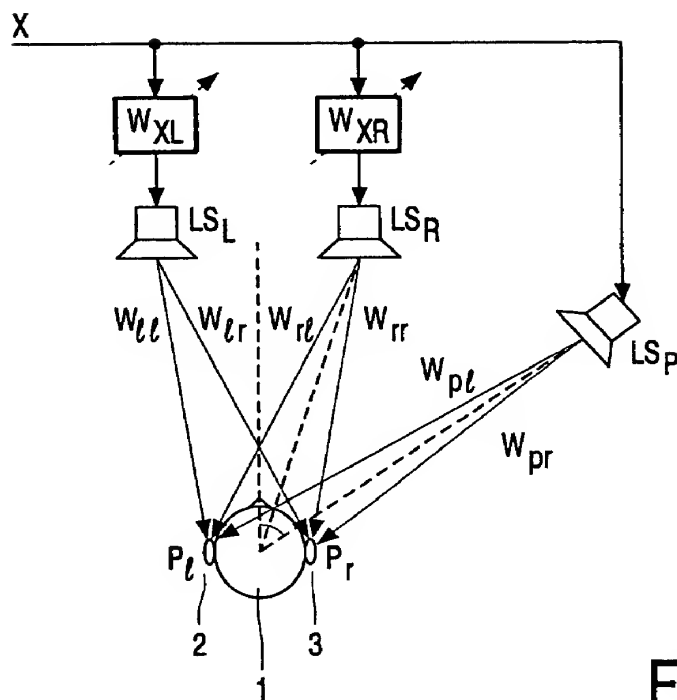 X
W_XL
W_XR
LS_L
LS_R
LS_P
W_ℓℓ
W_ℓr
W_rℓ
W_rr
W_pℓ
W_pr
P_ℓ
P_r
2
3
1
F